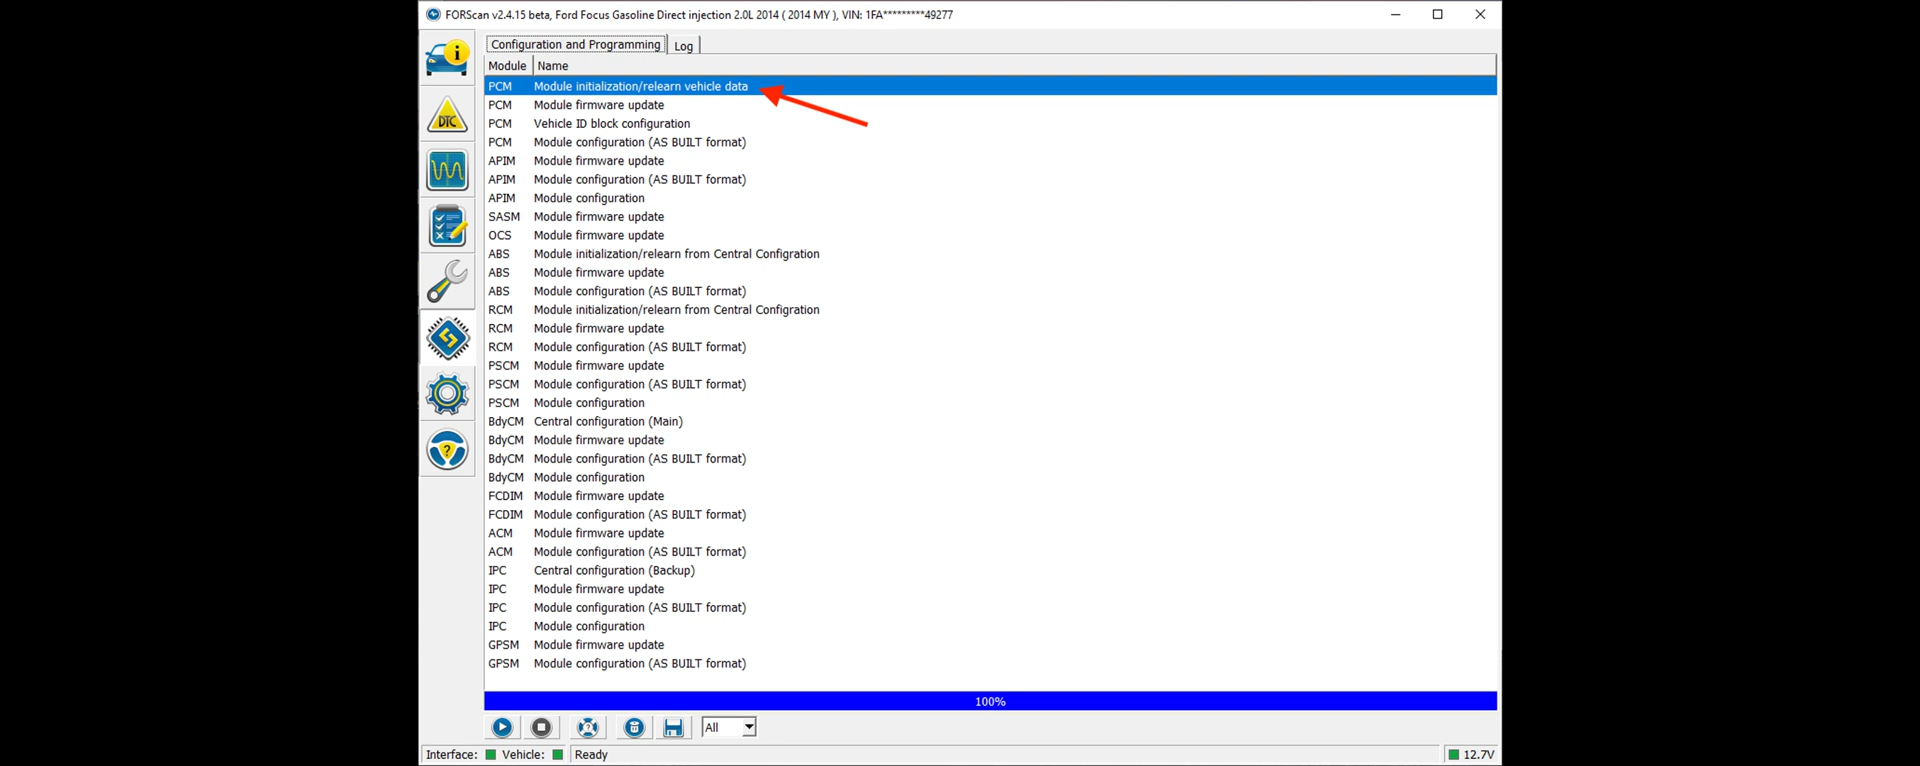 FORScan v2.4.15 beta, Ford Focus Gasoline Direct injection 2.0L 2014 ( 2014 MY ), VIN: 1FA*********49277
Configuration and Programming Log
Module Name
PCM Module initialization/relearn vehicle data
PCM Module firmware update
PCM Vehicle ID block configuration
PCM Module configuration (AS BUILT format)
APIM Module firmware update
APIM Module configuration (AS BUILT format)
APIM Module configuration
SASM Module firmware update
OCS Module firmware update
ABS Module initialization/relearn from Central Configration
ABS Module firmware update
ABS Module configuration (AS BUILT format)
RCM Module initialization/relearn from Central Configration
RCM Module firmware update
RCM Module configuration (AS BUILT format)
PSCM Module firmware update
PSCM Module configuration (AS BUILT format)
PSCM Module configuration
BdyCM Central configuration (Main)
BdyCM Module firmware update
BdyCM Module configuration (AS BUILT format)
BdyCM Module configuration
FCDIM Module firmware update
FCDIM Module configuration (AS BUILT format)
ACM Module firmware update
ACM Module configuration (AS BUILT format)
IPC Central configuration (Backup)
IPC Module firmware update
IPC Module configuration (AS BUILT format)
IPC Module configuration
GPSM Module firmware update
GPSM Module configuration (AS BUILT format)
DTC
100%
All
Interface: Vehicle: Ready 12.7V